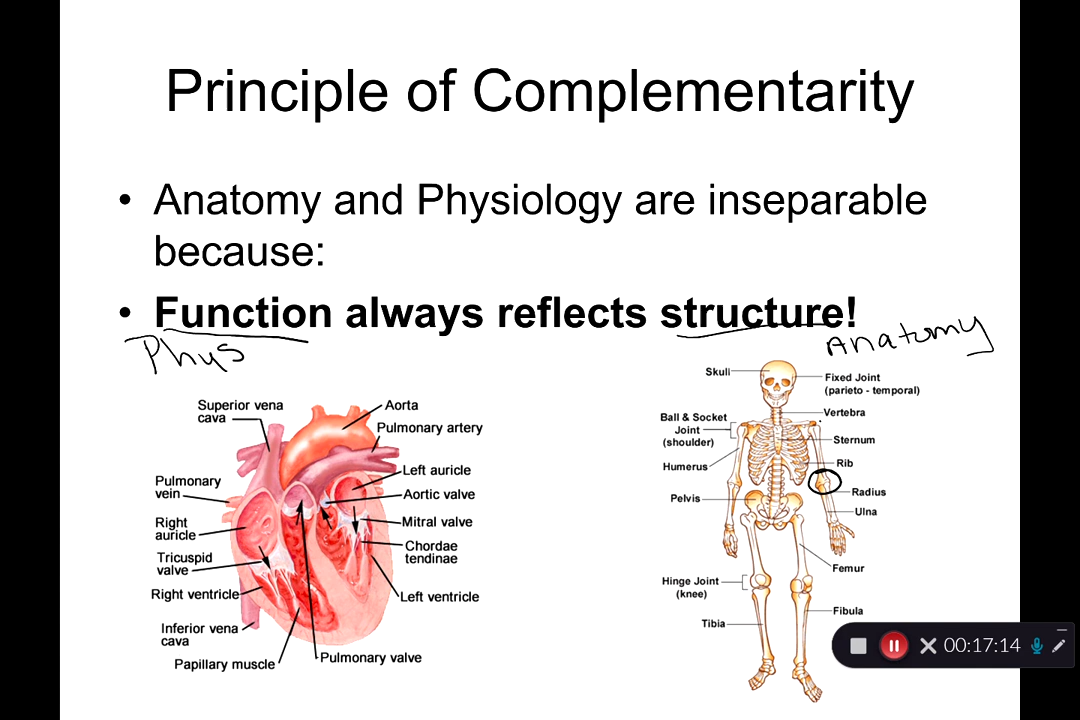 Principle of Complementarity
• Anatomy and Physiology are inseparable
because:
• Function always reflects structure!
Phys
Anatomy
Superior vena
cava
Aorta
Pulmonary artery
Left auricle
Pulmonary
vein
Aortic valve
Right
auricle
Mitral valve
Chordae
tendinae
Tricuspid
valve
Right ventricle
Left ventricle
Inferior vena
cava
Papillary muscle
Pulmonary valve
Skull
Fixed Joint
(parieto - temporal)
Ball & Socket
Joint
(shoulder)
Vertebra
Sternum
Humerus
Rib
Pelvis
Radius
Ulna
Femur
Hinge Joint
(knee)
Fibula
Tibia
00:17:14